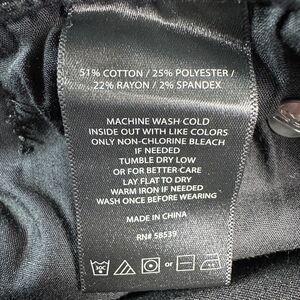 51% COTTON / 25% POLYESTER /
22% RAYON / 2% SPANDEX
MACHINE WASH COLD
INSIDE OUT WITH LIKE COLORS
ONLY NON-CHLORINE BLEACH
IF NEEDED
TUMBLE DRY LOW
OR FOR BETTER CARE
LAY FLAT TO DRY
WARM IRON IF NEEDED
WASH ONCE BEFORE WEARING
MADE IN CHINA
RN# 58539
or